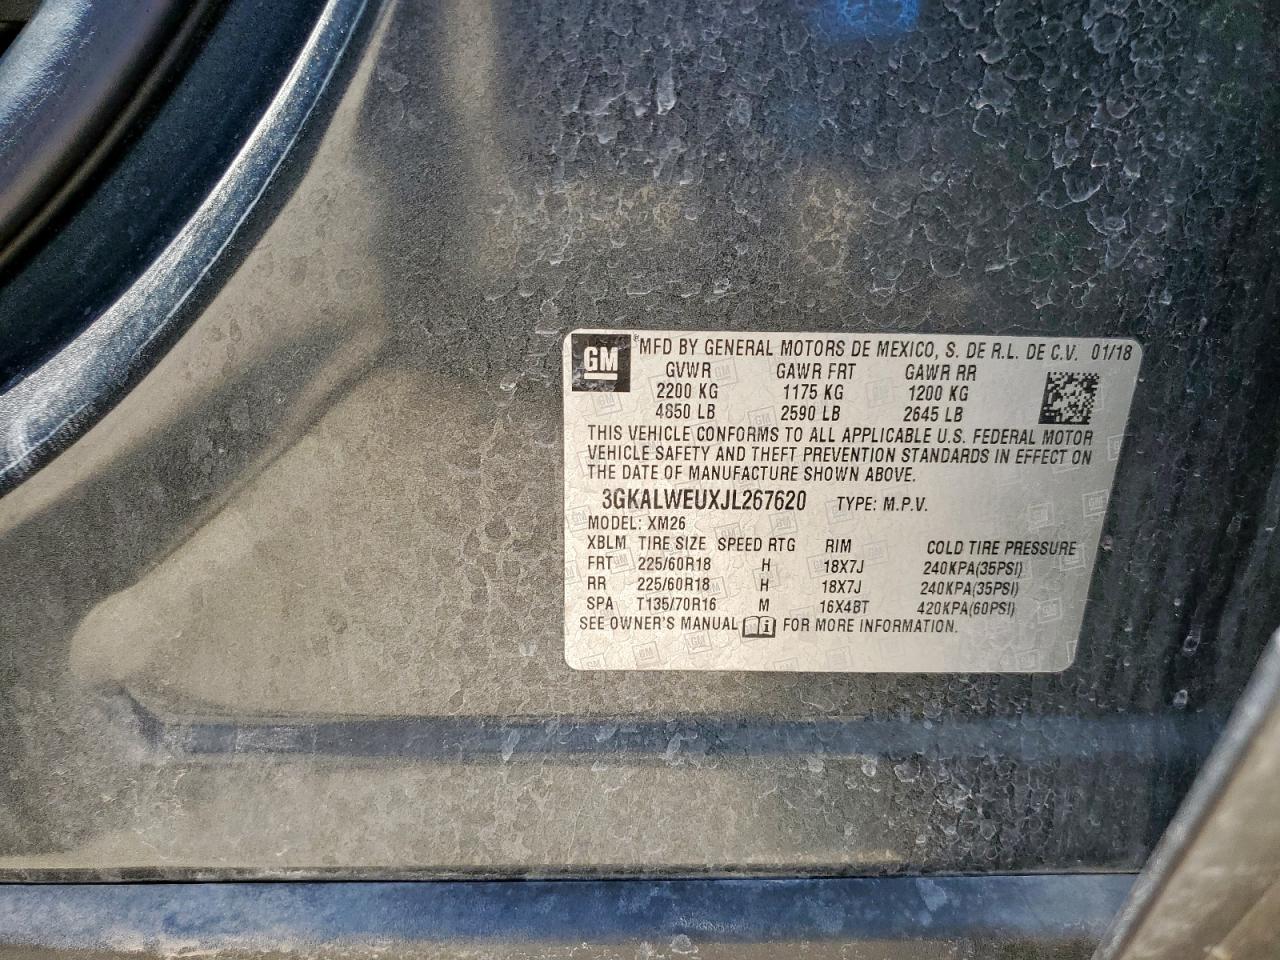 GM ® MFD BY GENERAL MOTORS DE MEXICO, S. DE R.L. DE C.V. 01/18
GVWR GAWR FRT GAWR RR
2200 KG 1175 KG 1200 KG
4850 LB 2590 LB 2645 LB
THIS VEHICLE CONFORMS TO ALL APPLICABLE U.S. FEDERAL MOTOR
VEHICLE SAFETY AND THEFT PREVENTION STANDARDS IN EFFECT ON
THE DATE OF MANUFACTURE SHOWN ABOVE.
3GKALWEUXJL267620 TYPE: M.P.V.
MODEL: XM26
XBLM TIRE SIZE SPEED RTG RIM COLD TIRE PRESSURE
FRT 225/60R18 H 18X7J 240KPA(35PSI)
RR 225/60R18 H 18X7J 240KPA(35PSI)
SPA T135/70R16 M 16X4BT 420KPA(60PSI)
SEE OWNER'S MANUAL i FOR MORE INFORMATION.